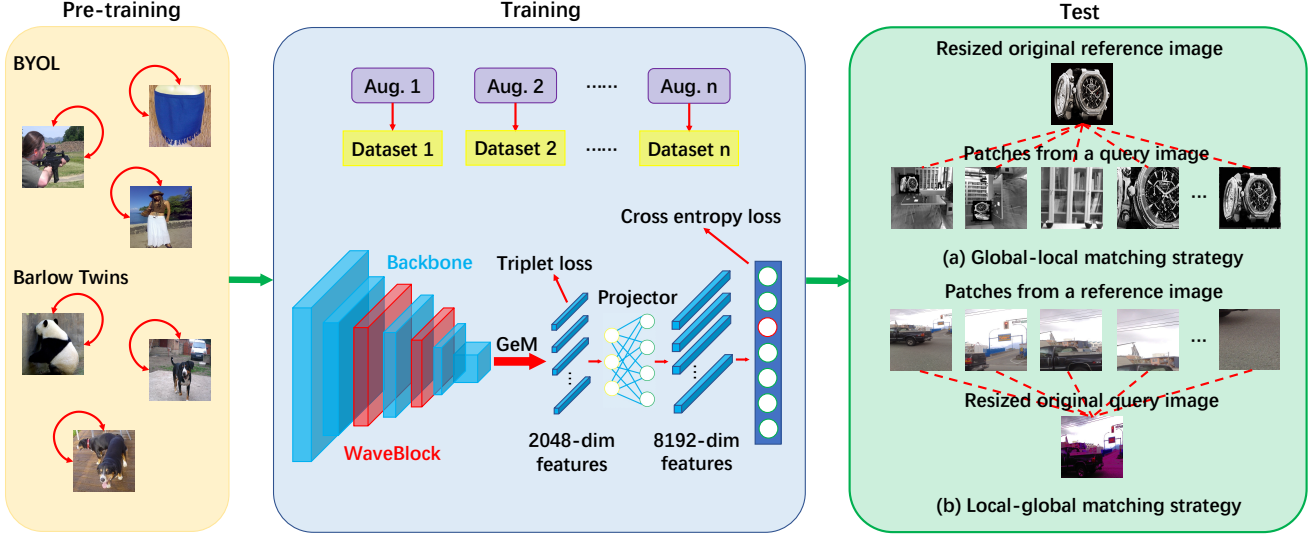 Pre-training
BYOL
Barlow Twins
Training
Aug. 1
Aug. 2
······
Aug. n
Dataset 1
Dataset 2
······
Dataset n
Cross entropy loss
Backbone
Triplet loss
Projector
GeM
...
...
WaveBlock
2048-dim
features
8192-dim
features
Test
Resized original reference image
Patches from a query image
...
(a) Global-local matching strategy
Patches from a reference image
...
Resized original query image
(b) Local-global matching strategy